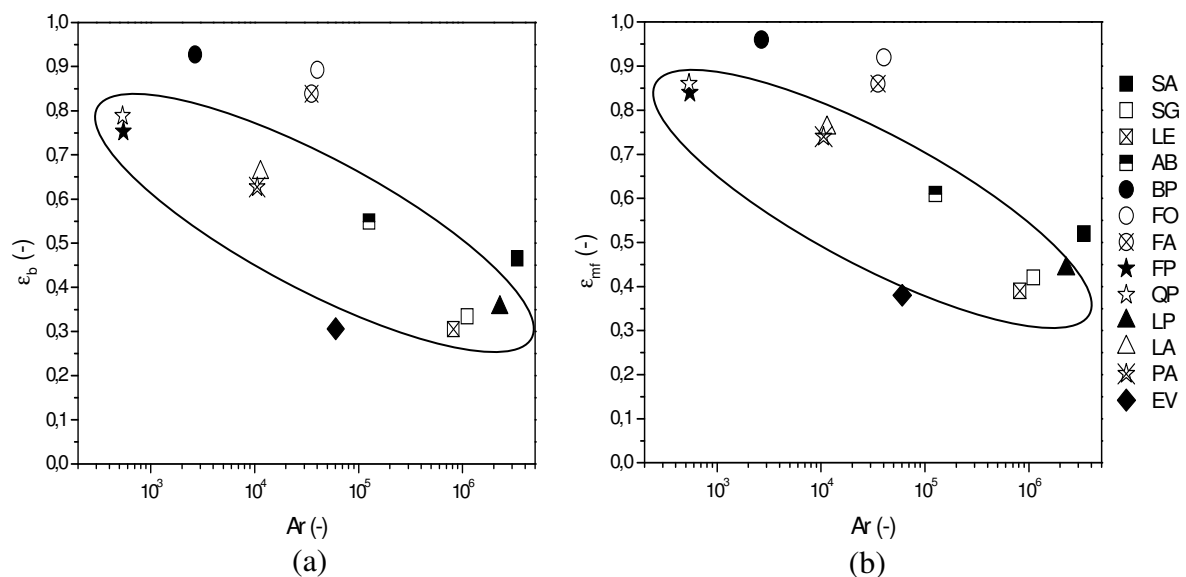 1,0
0,9
0,8
0,7
0,6
0,5
0,4
0,3
0,2
0,1
0,0
εb (-)
10³ 10⁴ 10⁵ 10⁶
Ar (-)
(a)
1,0
0,9
0,8
0,7
0,6
0,5
0,4
0,3
0,2
0,1
0,0
εmf (-)
10³ 10⁴ 10⁵ 10⁶
Ar (-)
(b)
SA
SG
LE
AB
BP
FO
FA
FP
QP
LP
LA
PA
EV